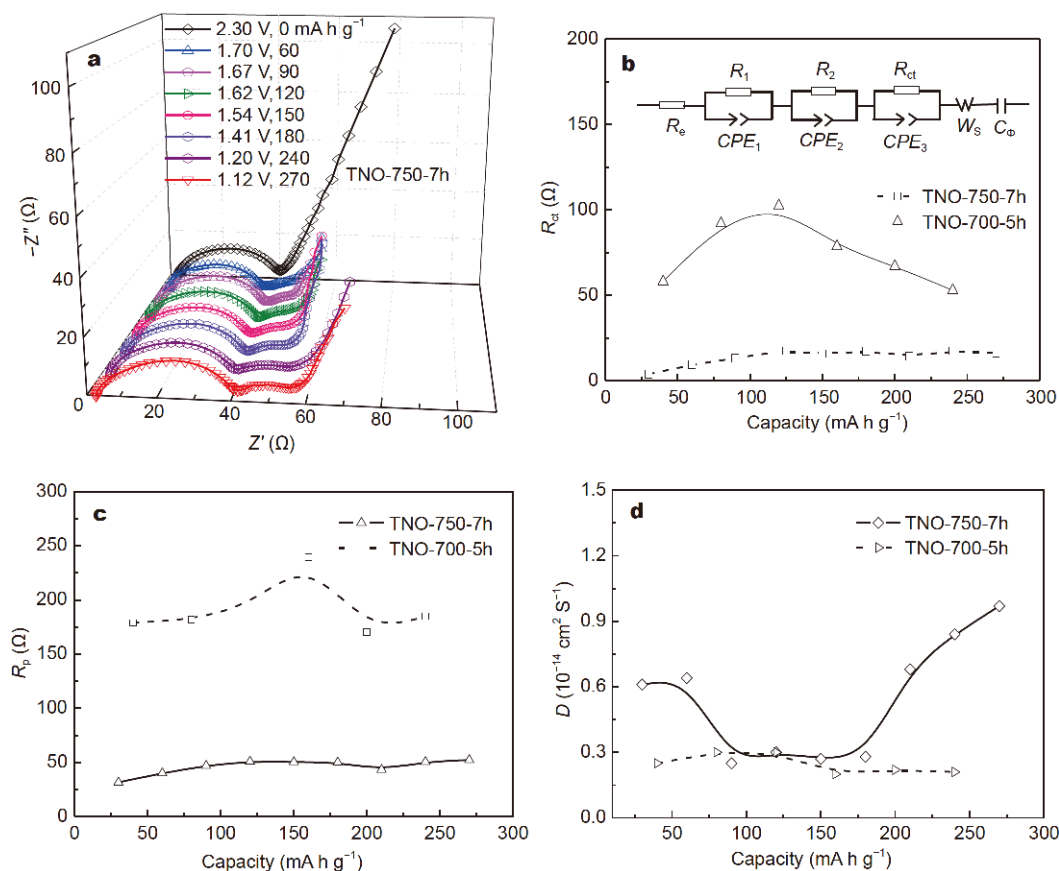 a
2.30 V, 0 mA h g⁻¹
1.70 V, 60
1.67 V, 90
1.62 V, 120
1.54 V,150
1.41 V,180
1.20 V, 240
1.12 V, 270
TNO-750-7h
100
80
60
40
20
0
20
40
60
80
100
-Z″ (Ω)
Z′ (Ω)
b
R₁
R₂
Rct
Rₑ
CPE₁
CPE₂
CPE₃
Wₛ
CΦ
TNO-750-7h
TNO-700-5h
200
150
100
50
0
50
100
150
200
250
300
Rct (Ω)
Capacity (mA h g⁻¹)
c
TNO-750-7h
TNO-700-5h
300
250
200
150
100
50
0
0
50
100
150
200
250
300
Rₚ (Ω)
Capacity (mA h g⁻¹)
d
TNO-750-7h
TNO-700-5h
1.5
1.2
0.9
0.6
0.3
0.0
50
100
150
200
250
300
D (10⁻¹⁴ cm² S⁻¹)
Capacity (mA h g⁻¹)